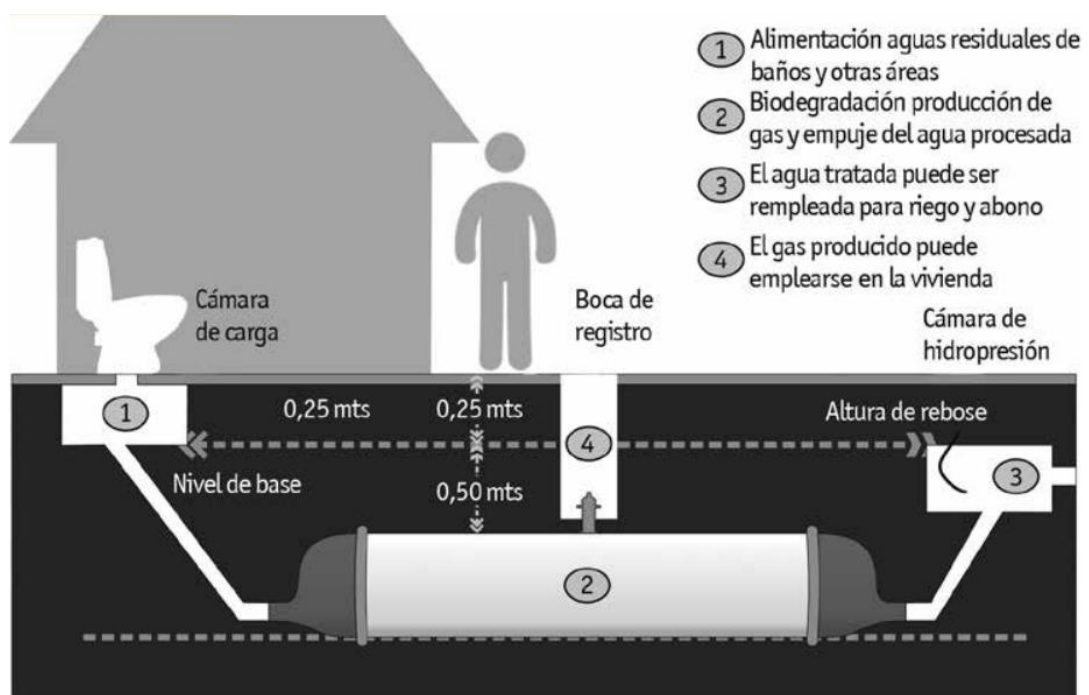 1 Alimentación aguas residuales de
baños y otras áreas
2 Biodegradación producción de
gas y empuje del agua procesada
3 El agua tratada puede ser
rempleada para riego y abono
4 El gas producido puede
emplearse en la vivienda
Cámara
de carga
Boca de
registro
Cámara de
hidropresión
1
0,25 mts
0,25 mts
4
Altura de rebose
Nivel de base
0,50 mts
3
2